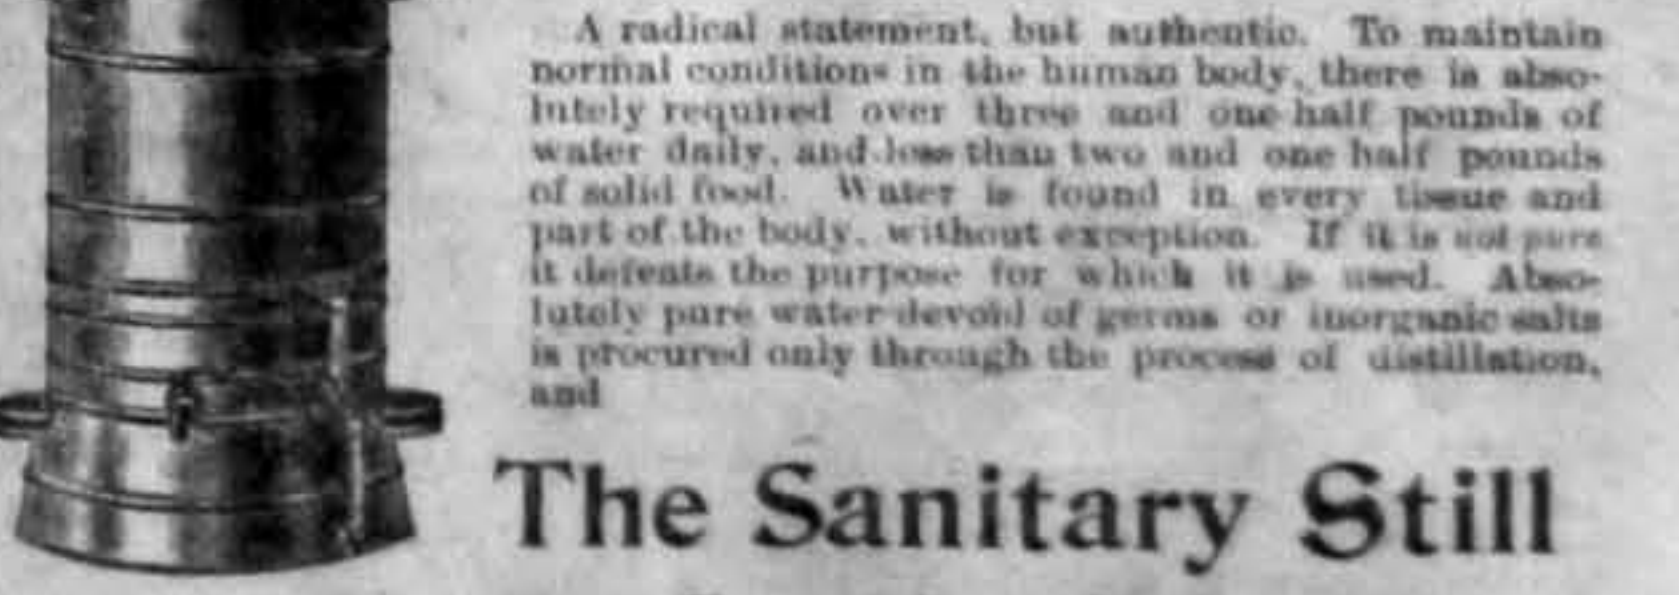 A radical statement, but authentic. To maintain
normal conditions in the human body, there is abso-
lutely required over three and one half pounds of
water daily, and less than two and one half pounds
of solid food. Water is found in every tissue and
part of the body, without exception. If it is not pure
it defeats the purpose for which it is used. Abso-
lutely pure water devoid of germs or inorganic salts
is procured only through the process of distillation,
and
The Sanitary Still